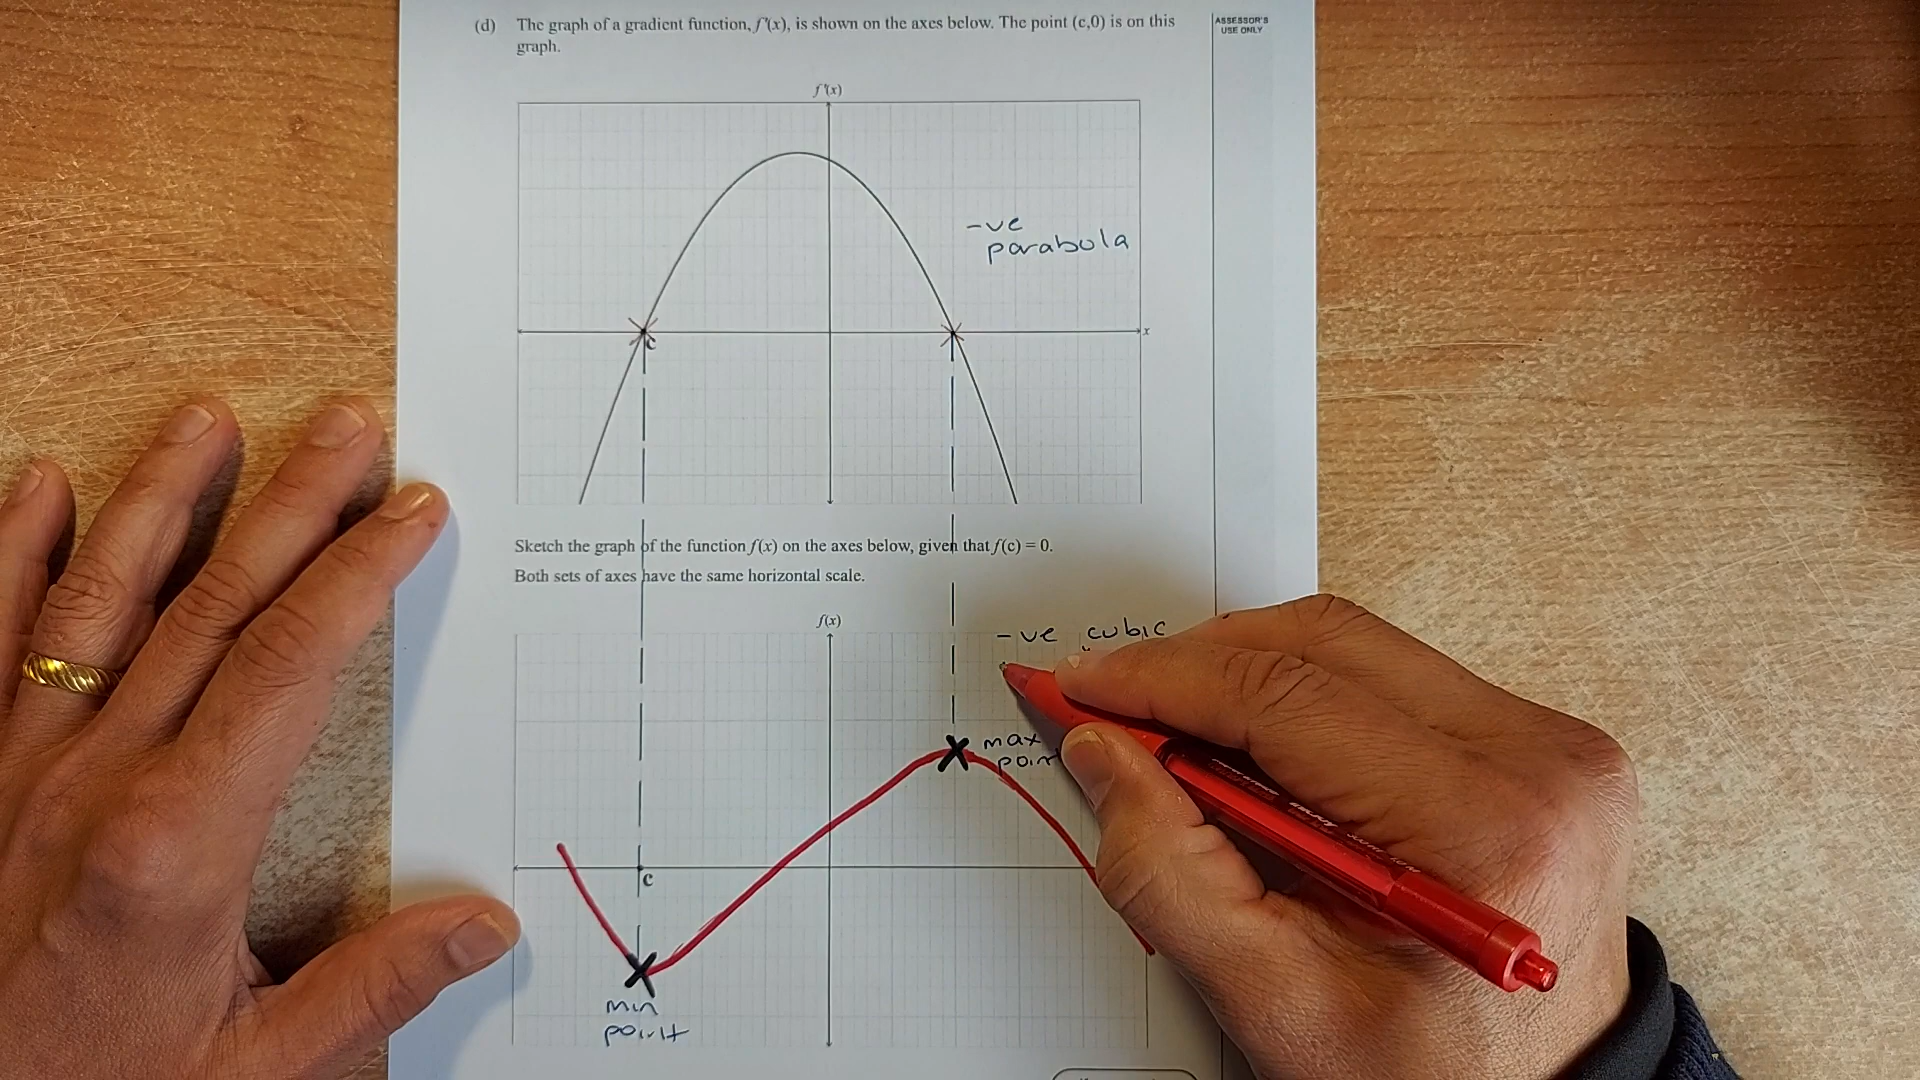 (d) The graph of a gradient function, f'(x), is shown on the axes below. The point (c,0) is on this
graph.
ASSESSOR'S
USE ONLY
f'(x)
-ve
parabola
x
c
Sketch the graph of the function f(x) on the axes below, given that f(c) = 0.
Both sets of axes have the same horizontal scale.
f(x)
-ve cubic
max
c
min
point